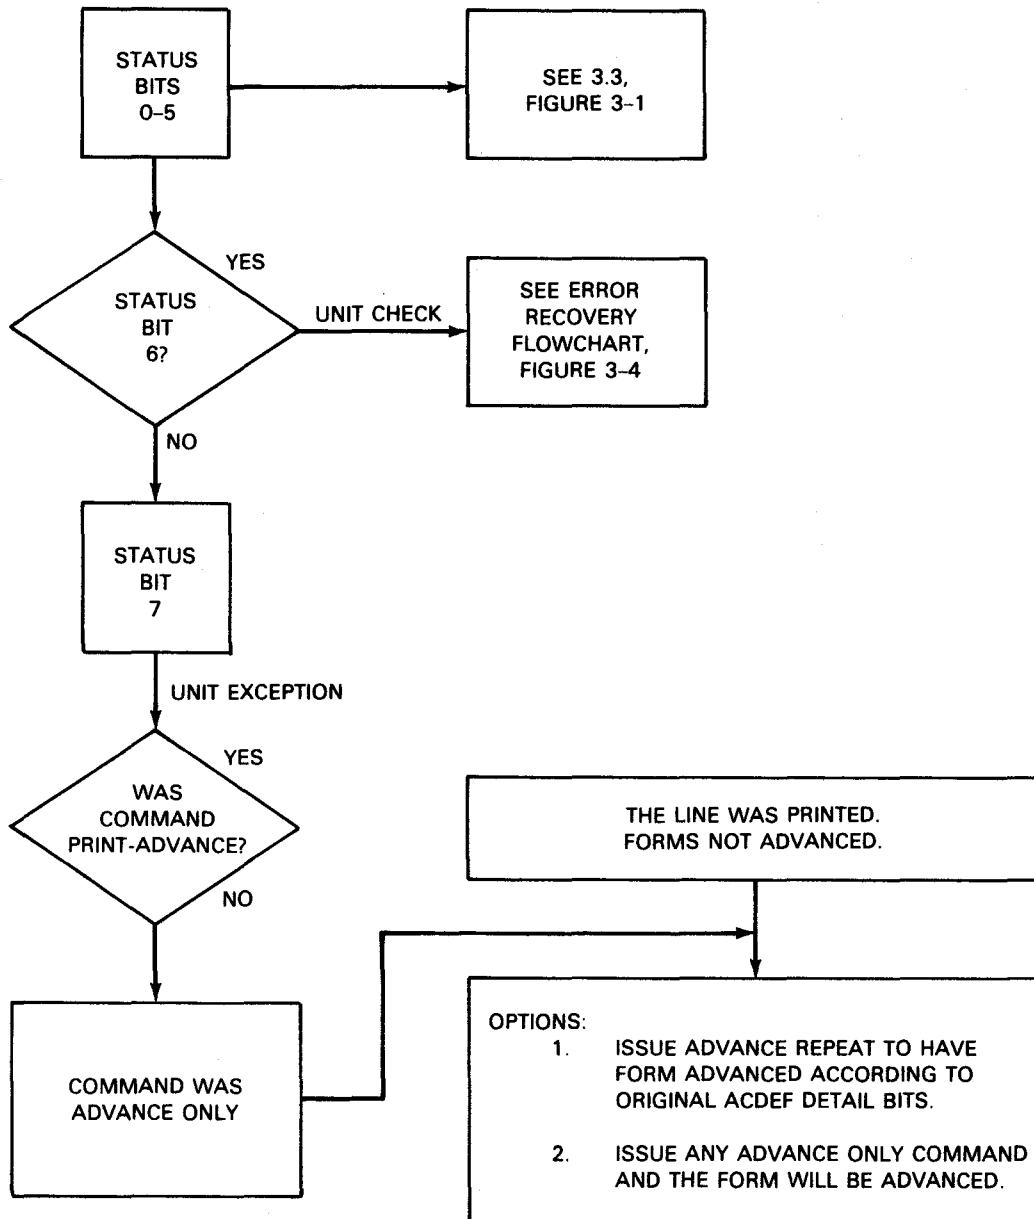 STATUS
BITS
0–5
SEE 3.3,
FIGURE 3–1
YES
STATUS
BIT
6?
UNIT CHECK
SEE ERROR
RECOVERY
FLOWCHART,
FIGURE 3–4
NO
STATUS
BIT
7
UNIT EXCEPTION
YES
WAS
COMMAND
PRINT-ADVANCE?
NO
THE LINE WAS PRINTED.
FORMS NOT ADVANCED.
COMMAND WAS
ADVANCE ONLY
OPTIONS:
1. ISSUE ADVANCE REPEAT TO HAVE
FORM ADVANCED ACCORDING TO
ORIGINAL ACDEF DETAIL BITS.
2. ISSUE ANY ADVANCE ONLY COMMAND
AND THE FORM WILL BE ADVANCED.